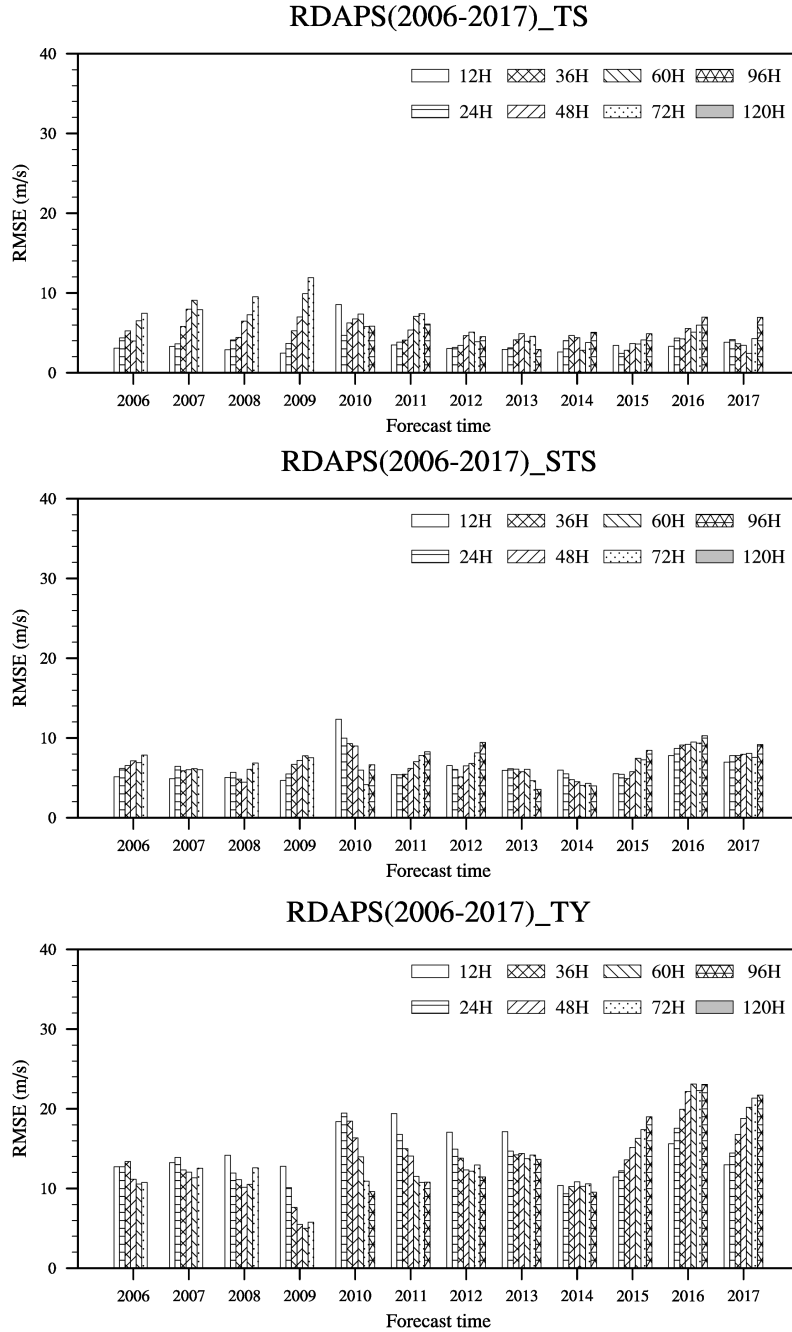 RDAPS(2006-2017)_TS
40
12H 36H 60H 96H
24H 48H 72H 120H
30
RMSE (m/s)
20
10
0
2006 2007 2008 2009 2010 2011 2012 2013 2014 2015 2016 2017
Forecast time
RDAPS(2006-2017)_STS
40
12H 36H 60H 96H
24H 48H 72H 120H
30
RMSE (m/s)
20
10
0
2006 2007 2008 2009 2010 2011 2012 2013 2014 2015 2016 2017
Forecast time
RDAPS(2006-2017)_TY
40
12H 36H 60H 96H
24H 48H 72H 120H
30
RMSE (m/s)
20
10
0
2006 2007 2008 2009 2010 2011 2012 2013 2014 2015 2016 2017
Forecast time